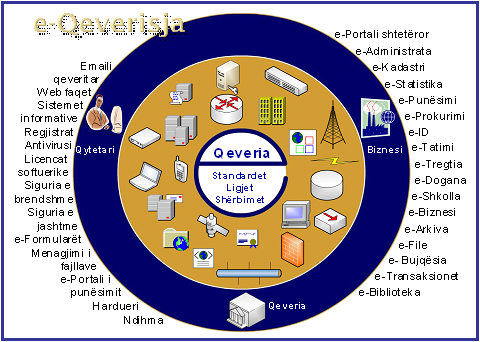 e-Qeverisja
Emaili
qeveritar
Web faqet
Sistemet
informative
Regjistrat
Antivirusi
Licencat
softuerike
Siguria e
brendshme
Siguria e
jashtme
e-Formularët
Menagjimi i
fajllave
e-Portali i
punësimit
Hardueri
Ndihma
Qytetari
Qeveria
Standardet
Ligjet
Shërbimet
Biznesi
Qeveria
e-Portali shtetëror
e-Administrata
e-Kadastri
e-Statistika
e-Punësimi
e-Prokurimi
e-ID
e-Tatimi
e-Tregtia
e-Dogana
e-Shkolla
e-Biznesi
e-Arkiva
e-File
e- Bujqësia
e-Transaksionet
e-Biblioteka